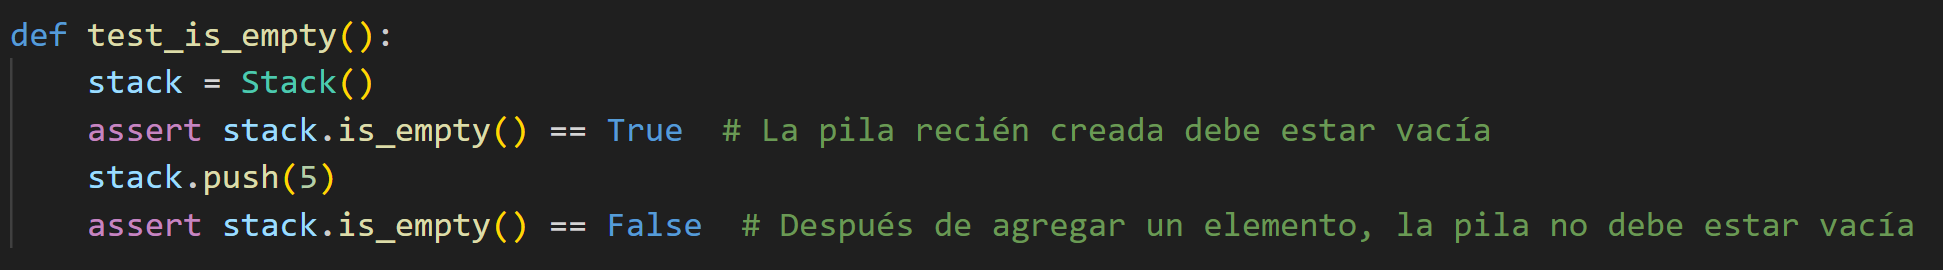 def test_is_empty():
    stack = Stack()
    assert stack.is_empty() == True  # La pila recién creada debe estar vacía
    stack.push(5)
    assert stack.is_empty() == False  # Después de agregar un elemento, la pila no debe estar vacía